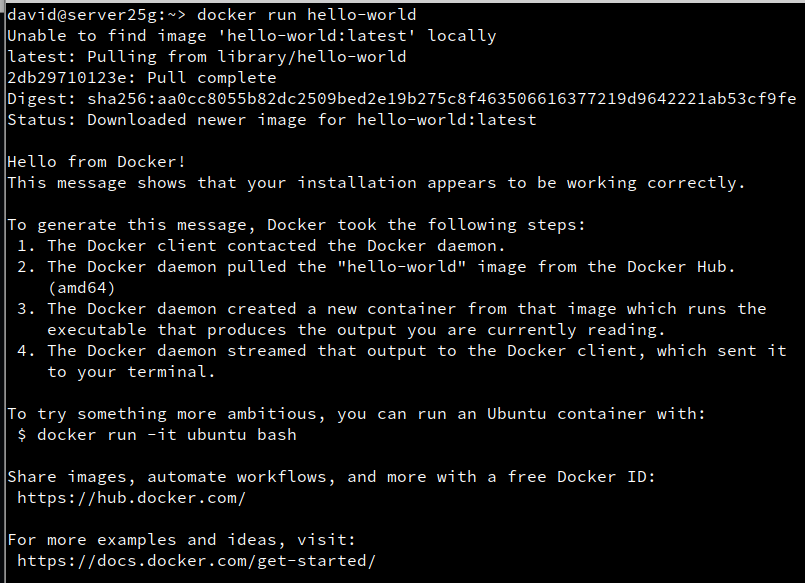 david@server25g:~> docker run hello-world
Unable to find image 'hello-world:latest' locally
latest: Pulling from library/hello-world
2db29710123e: Pull complete
Digest: sha256:aa0cc8055b82dc2509bed2e19b275c8f463506616377219d9642221ab53cf9fe
Status: Downloaded newer image for hello-world:latest

Hello from Docker!
This message shows that your installation appears to be working correctly.

To generate this message, Docker took the following steps:
 1. The Docker client contacted the Docker daemon.
 2. The Docker daemon pulled the "hello-world" image from the Docker Hub.
    (amd64)
 3. The Docker daemon created a new container from that image which runs the
    executable that produces the output you are currently reading.
 4. The Docker daemon streamed that output to the Docker client, which sent it
    to your terminal.

To try something more ambitious, you can run an Ubuntu container with:
 $ docker run -it ubuntu bash

Share images, automate workflows, and more with a free Docker ID:
 https://hub.docker.com/

For more examples and ideas, visit:
 https://docs.docker.com/get-started/